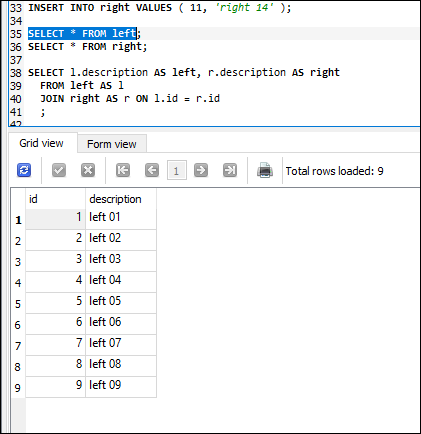 33 INSERT INTO right VALUES ( 11, 'right 14' );
34
35 SELECT * FROM left;
36 SELECT * FROM right;
37
38 SELECT l.description AS left, r.description AS right
39 FROM left AS l
40 JOIN right AS r ON l.id = r.id
41 ;
42
Grid view Form view
1 Total rows loaded: 9
id description
1 1 left 01
2 2 left 02
3 3 left 03
4 4 left 04
5 5 left 05
6 6 left 06
7 7 left 07
8 8 left 08
9 9 left 09